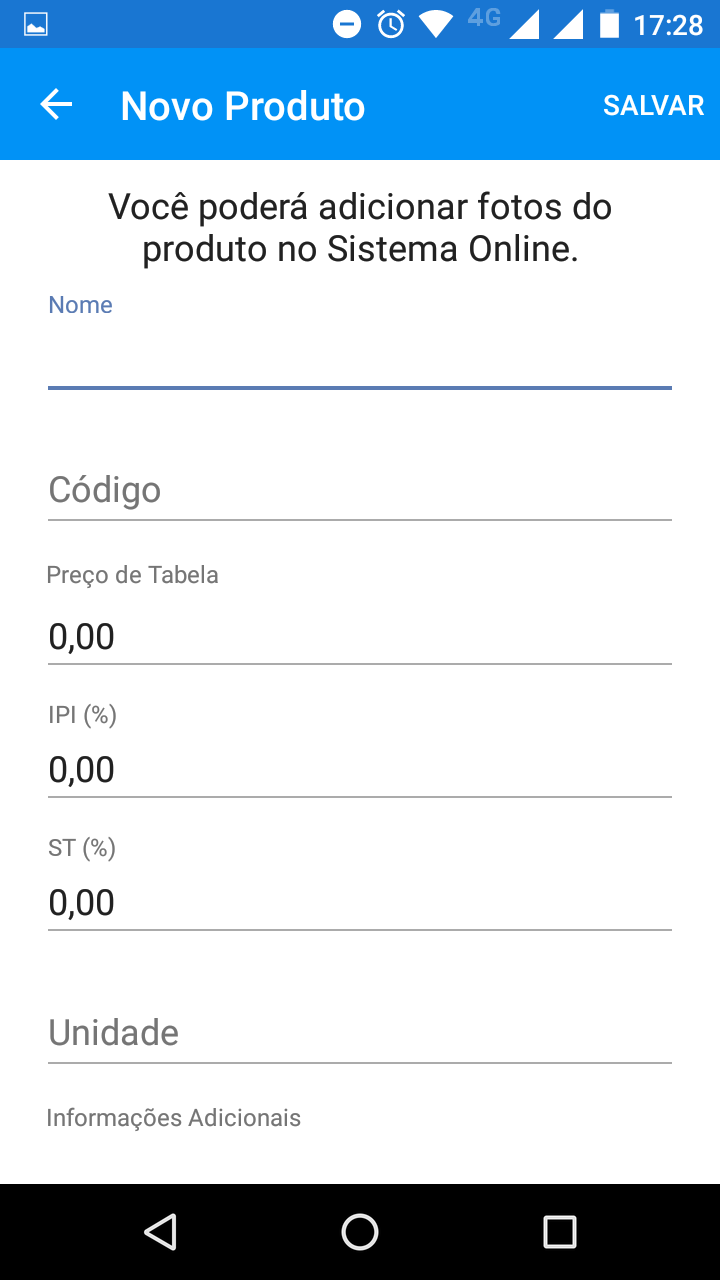 4G 17:28
Novo Produto SALVAR
Você poderá adicionar fotos do
produto no Sistema Online.
Nome
Código
Preço de Tabela
0,00
IPI (%)
0,00
ST (%)
0,00
Unidade
Informações Adicionais